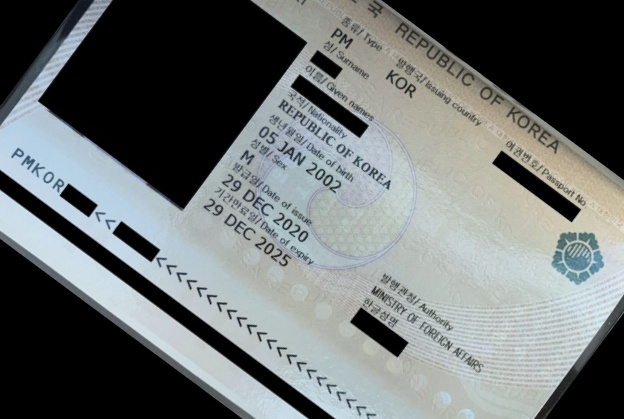 국 REPUBLIC OF KOREA
종류/ Type 발행국/ Issuing country 여권번호/ Passport No
PM KOR
성/ Surname
이름/ Given names
국적/ Nationality
REPUBLIC OF KOREA
생년월일/ Date of birth
05 JAN 2002
성별/ Sex
M
발급일/ Date of issue
29 DEC 2020
기간만료일/ Date of expiry
29 DEC 2025
발행관청/ Authority
MINISTRY OF FOREIGN AFFAIRS
한글성명
PMKOR << <<<<<<<<<<<<<<<<<<<<<